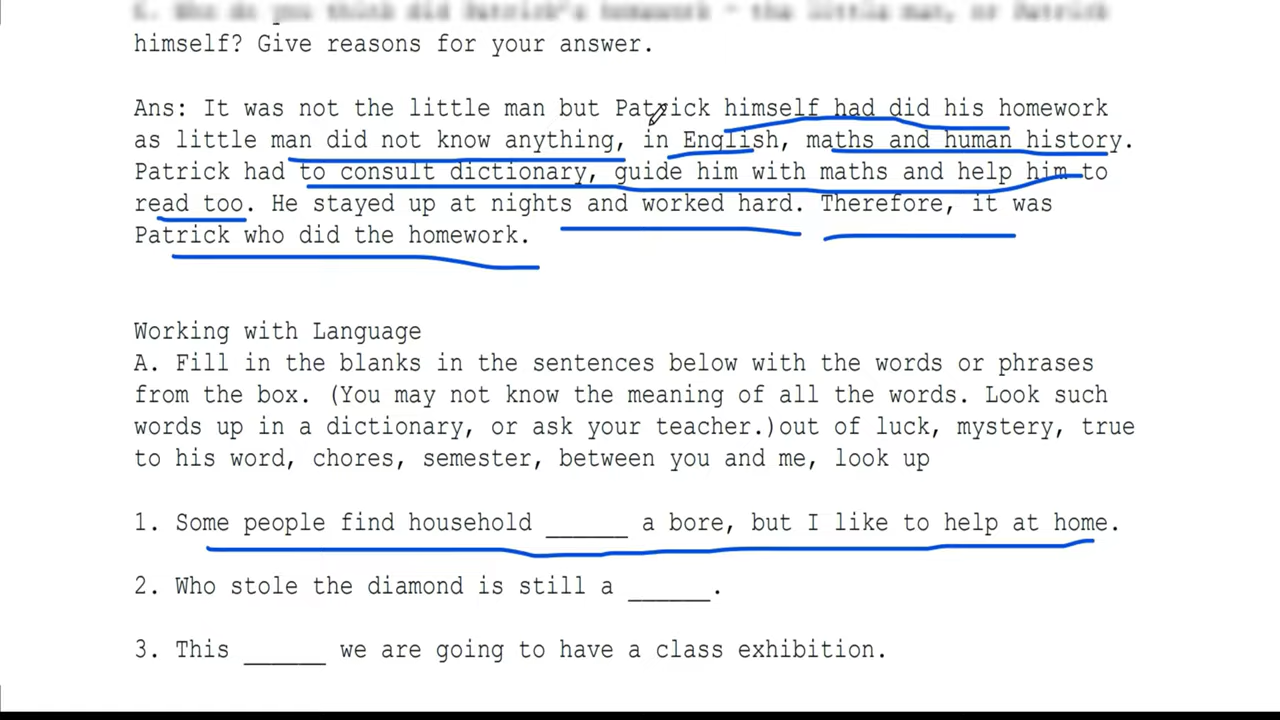 himself? Give reasons for your answer.
Ans: It was not the little man but Patrick himself had did his homework
as little man did not know anything, in English, maths and human history.
Patrick had to consult dictionary, guide him with maths and help him to
read too. He stayed up at nights and worked hard. Therefore, it was
Patrick who did the homework.
Working with Language
A. Fill in the blanks in the sentences below with the words or phrases
from the box. (You may not know the meaning of all the words. Look such
words up in a dictionary, or ask your teacher.)out of luck, mystery, true
to his word, chores, semester, between you and me, look up
1. Some people find household ______ a bore, but I like to help at home.
2. Who stole the diamond is still a ______.
3. This ______ we are going to have a class exhibition.